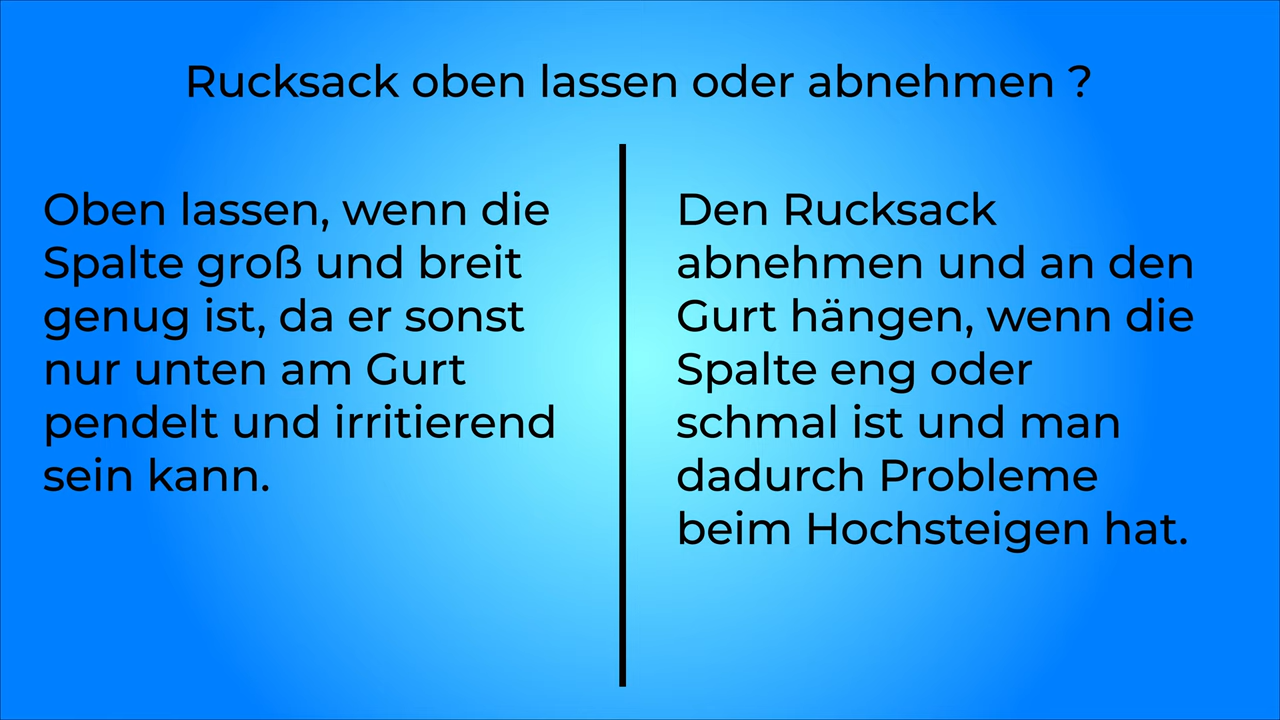 Rucksack oben lassen oder abnehmen ?
Oben lassen, wenn die
Spalte groß und breit
genug ist, da er sonst
nur unten am Gurt
pendelt und irritierend
sein kann.
Den Rucksack
abnehmen und an den
Gurt hängen, wenn die
Spalte eng oder
schmal ist und man
dadurch Probleme
beim Hochsteigen hat.